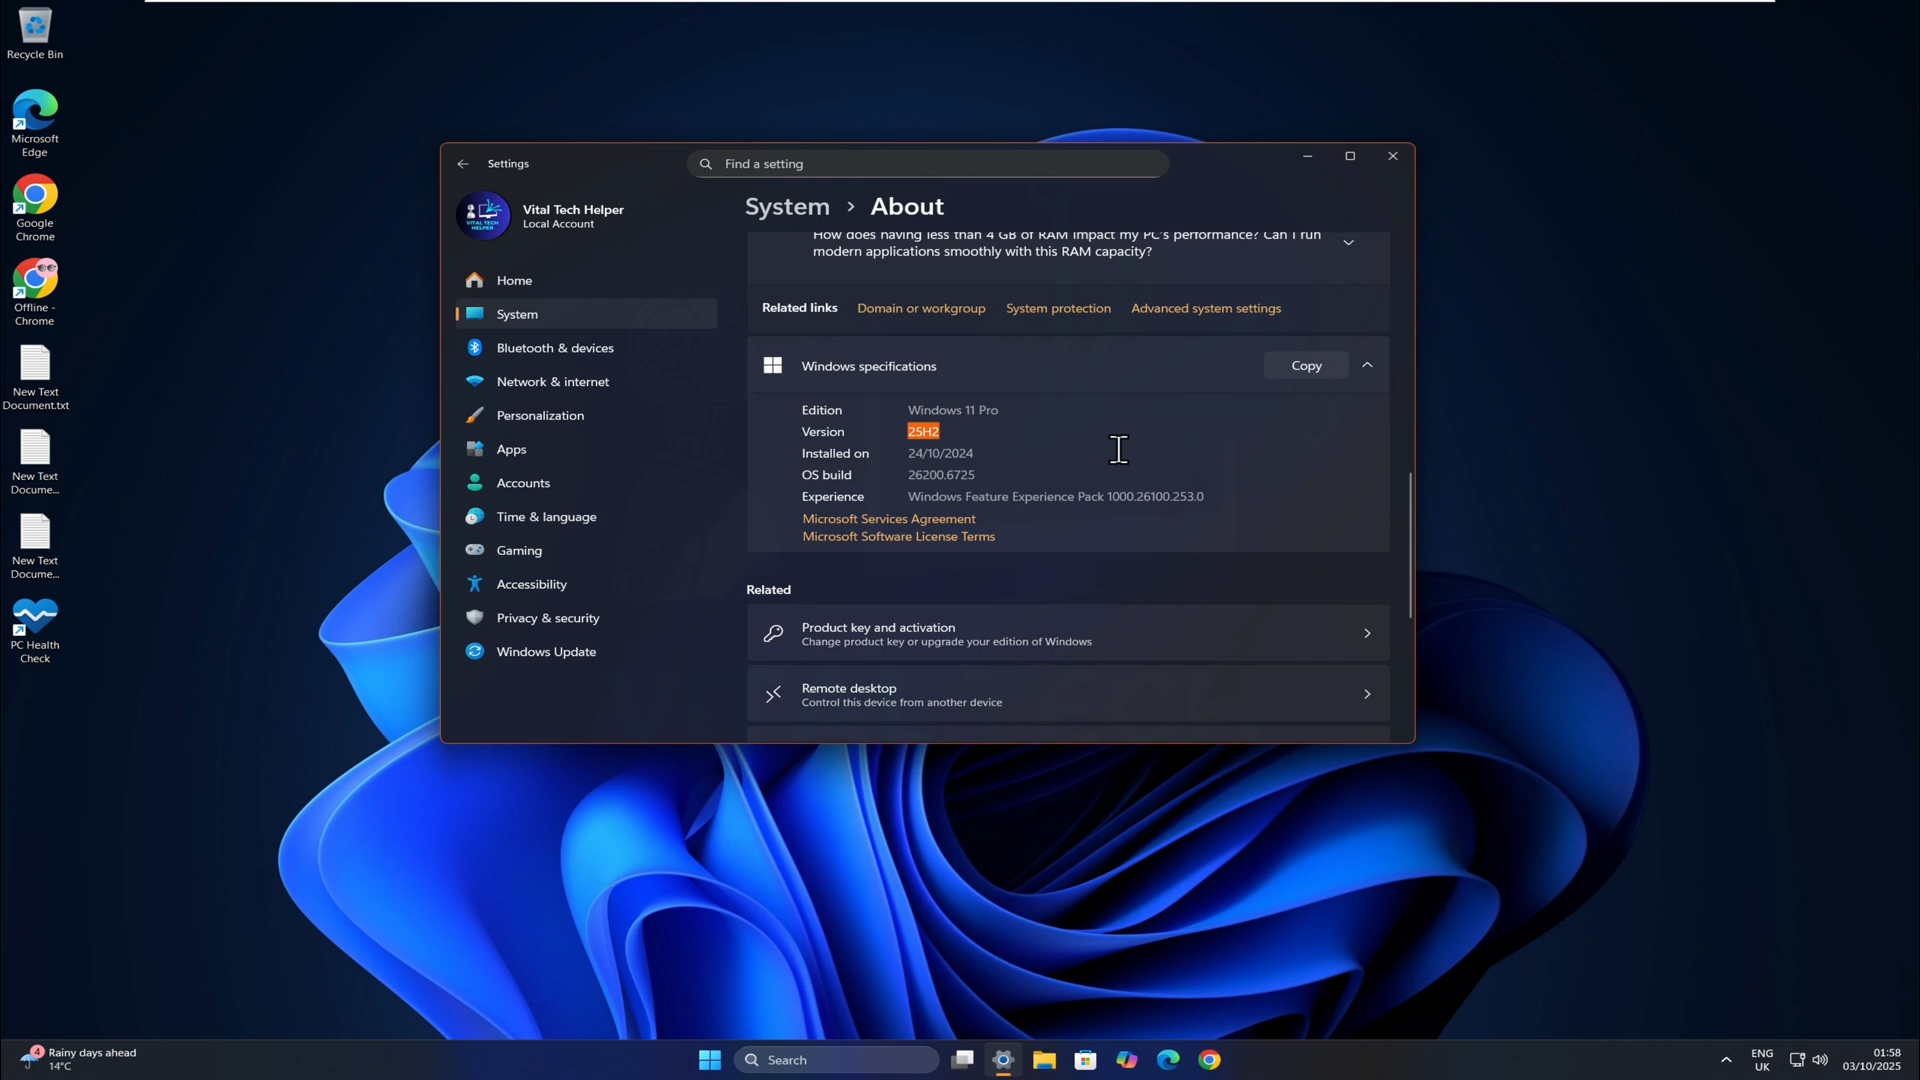 Recycle Bin
Microsoft
Edge
Google
Chrome
Offline -
Chrome
New Text
Document.txt
New Text
Docume...
New Text
Docume...
PC Health
Check
Settings
Find a setting
VITAL TECH
HELPER
Vital Tech Helper
Local Account
Home
System
Bluetooth & devices
Network & internet
Personalization
Apps
Accounts
Time & language
Gaming
Accessibility
Privacy & security
Windows Update
System > About
How does having less than 4 GB of RAM impact my PC's performance? Can I run
modern applications smoothly with this RAM capacity?
Related links Domain or workgroup System protection Advanced system settings
Windows specifications Copy
Edition Windows 11 Pro
Version 25H2
Installed on 24/10/2024
OS build 26200.6725
Experience Windows Feature Experience Pack 1000.26100.253.0
Microsoft Services Agreement
Microsoft Software License Terms
Related
Product key and activation
Change product key or upgrade your edition of Windows
Remote desktop
Control this device from another device
4
Rainy days ahead
14°C
Search
ENG
UK
01:58
03/10/2025